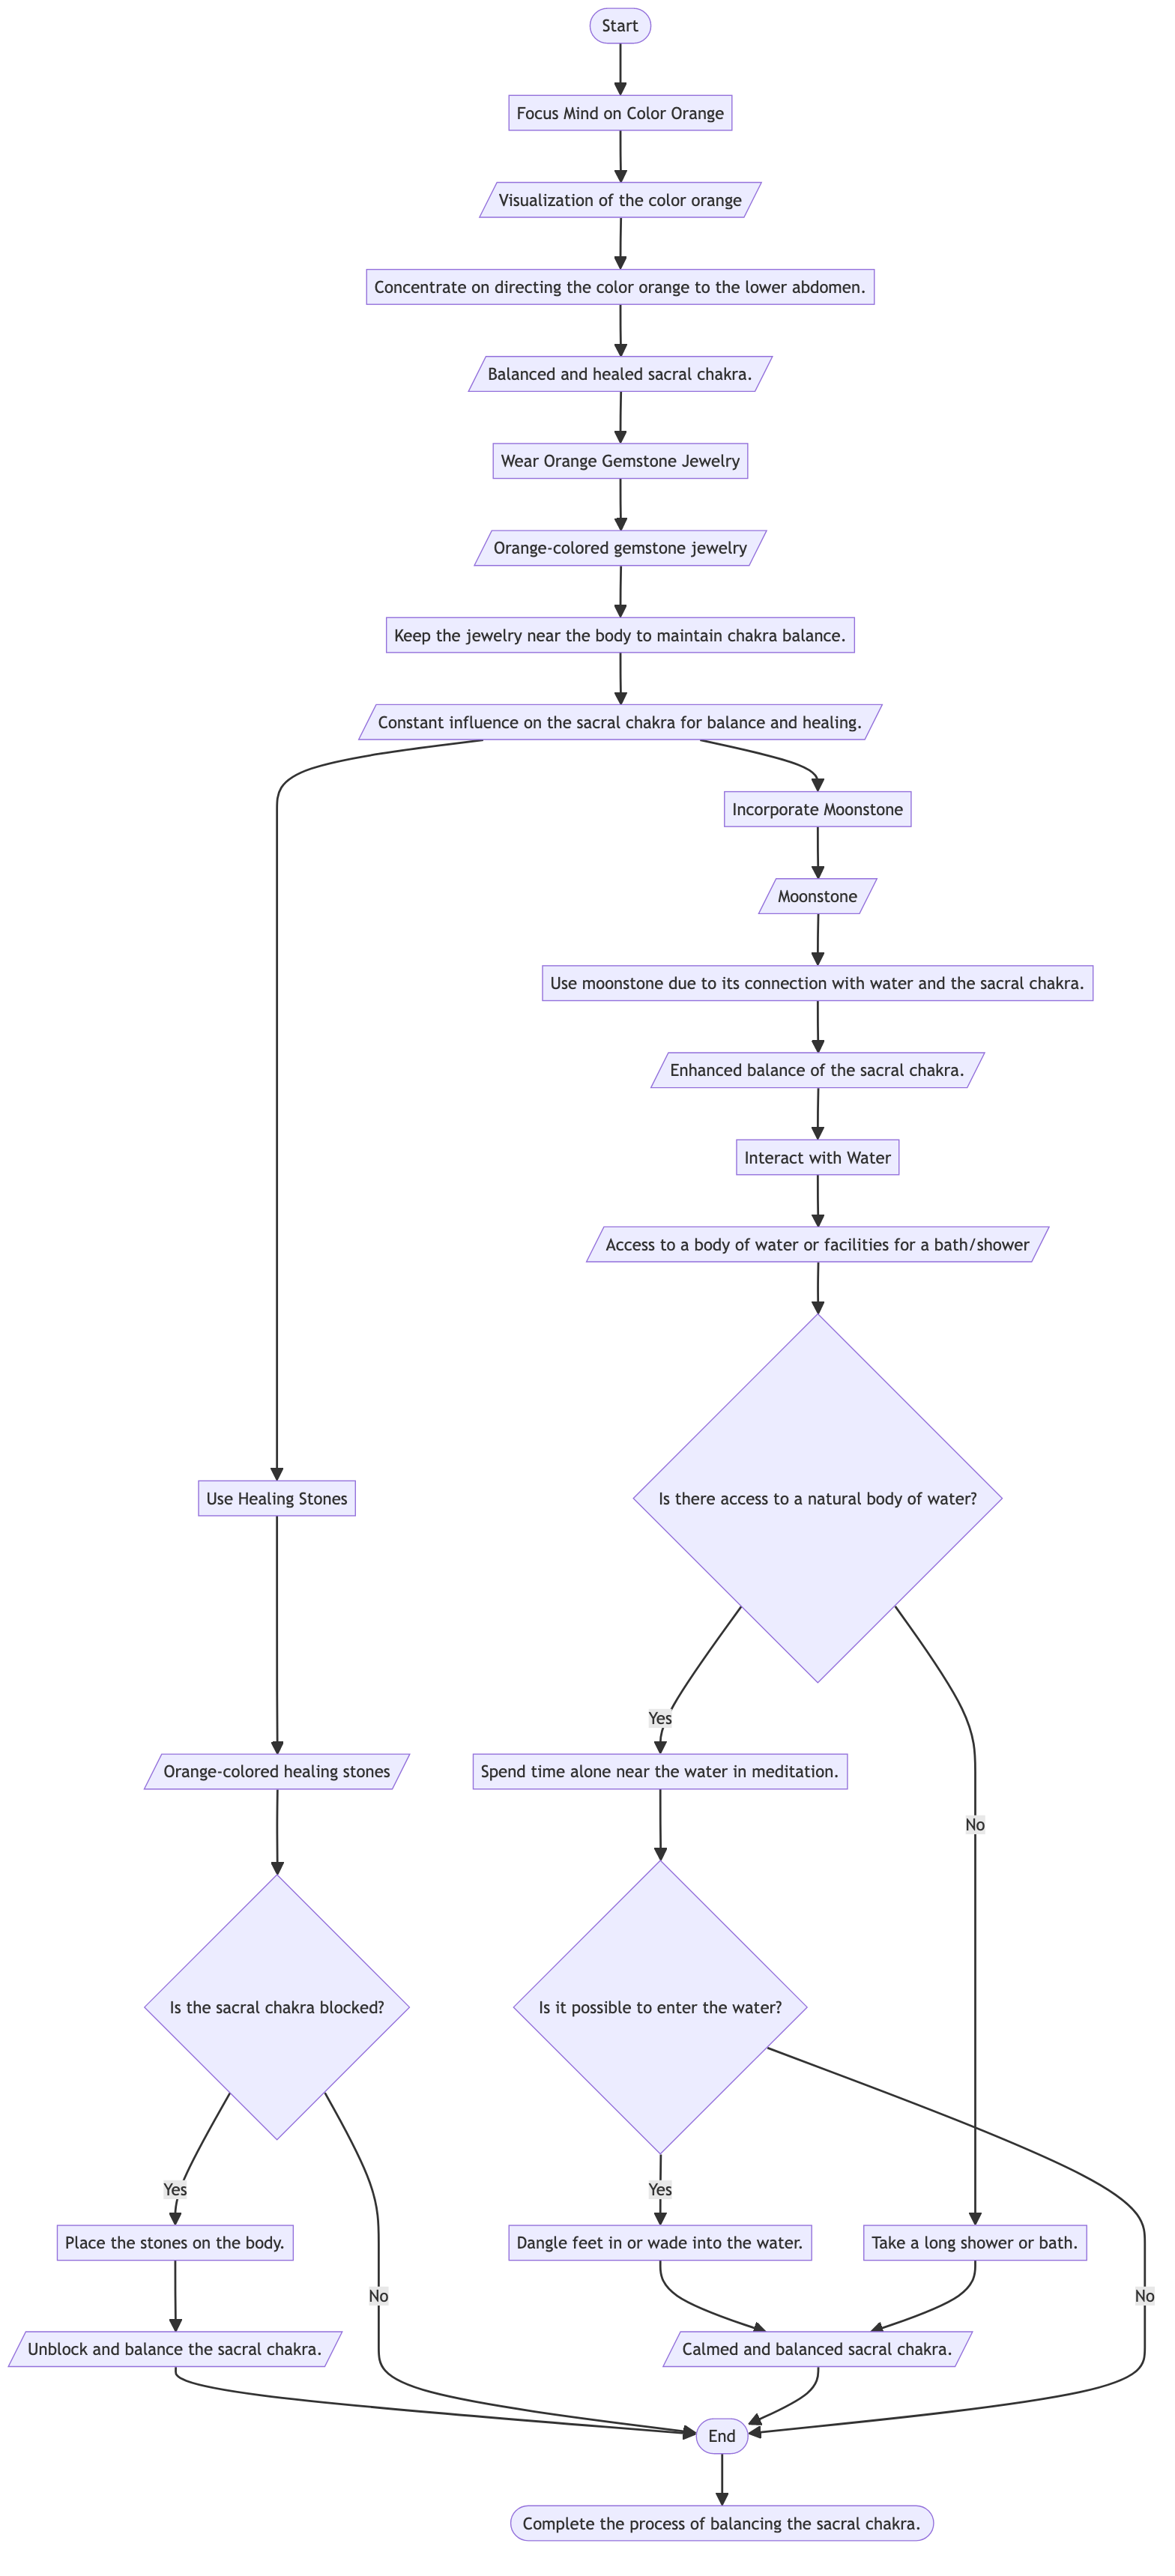 Start
Focus Mind on Color Orange
Visualization of the color orange
Concentrate on directing the color orange to the lower abdomen.
Balanced and healed sacral chakra.
Wear Orange Gemstone Jewelry
Orange-colored gemstone jewelry
Keep the jewelry near the body to maintain chakra balance.
Constant influence on the sacral chakra for balance and healing.
Incorporate Moonstone
Moonstone
Use moonstone due to its connection with water and the sacral chakra.
Enhanced balance of the sacral chakra.
Interact with Water
Access to a body of water or facilities for a bath/shower
Use Healing Stones
Is there access to a natural body of water?
Yes
Orange-colored healing stones
Spend time alone near the water in meditation.
No
Is the sacral chakra blocked?
Is it possible to enter the water?
Yes
Yes
Place the stones on the body.
Dangle feet in or wade into the water.
Take a long shower or bath.
No
No
Unblock and balance the sacral chakra.
Calmed and balanced sacral chakra.
End
Complete the process of balancing the sacral chakra.